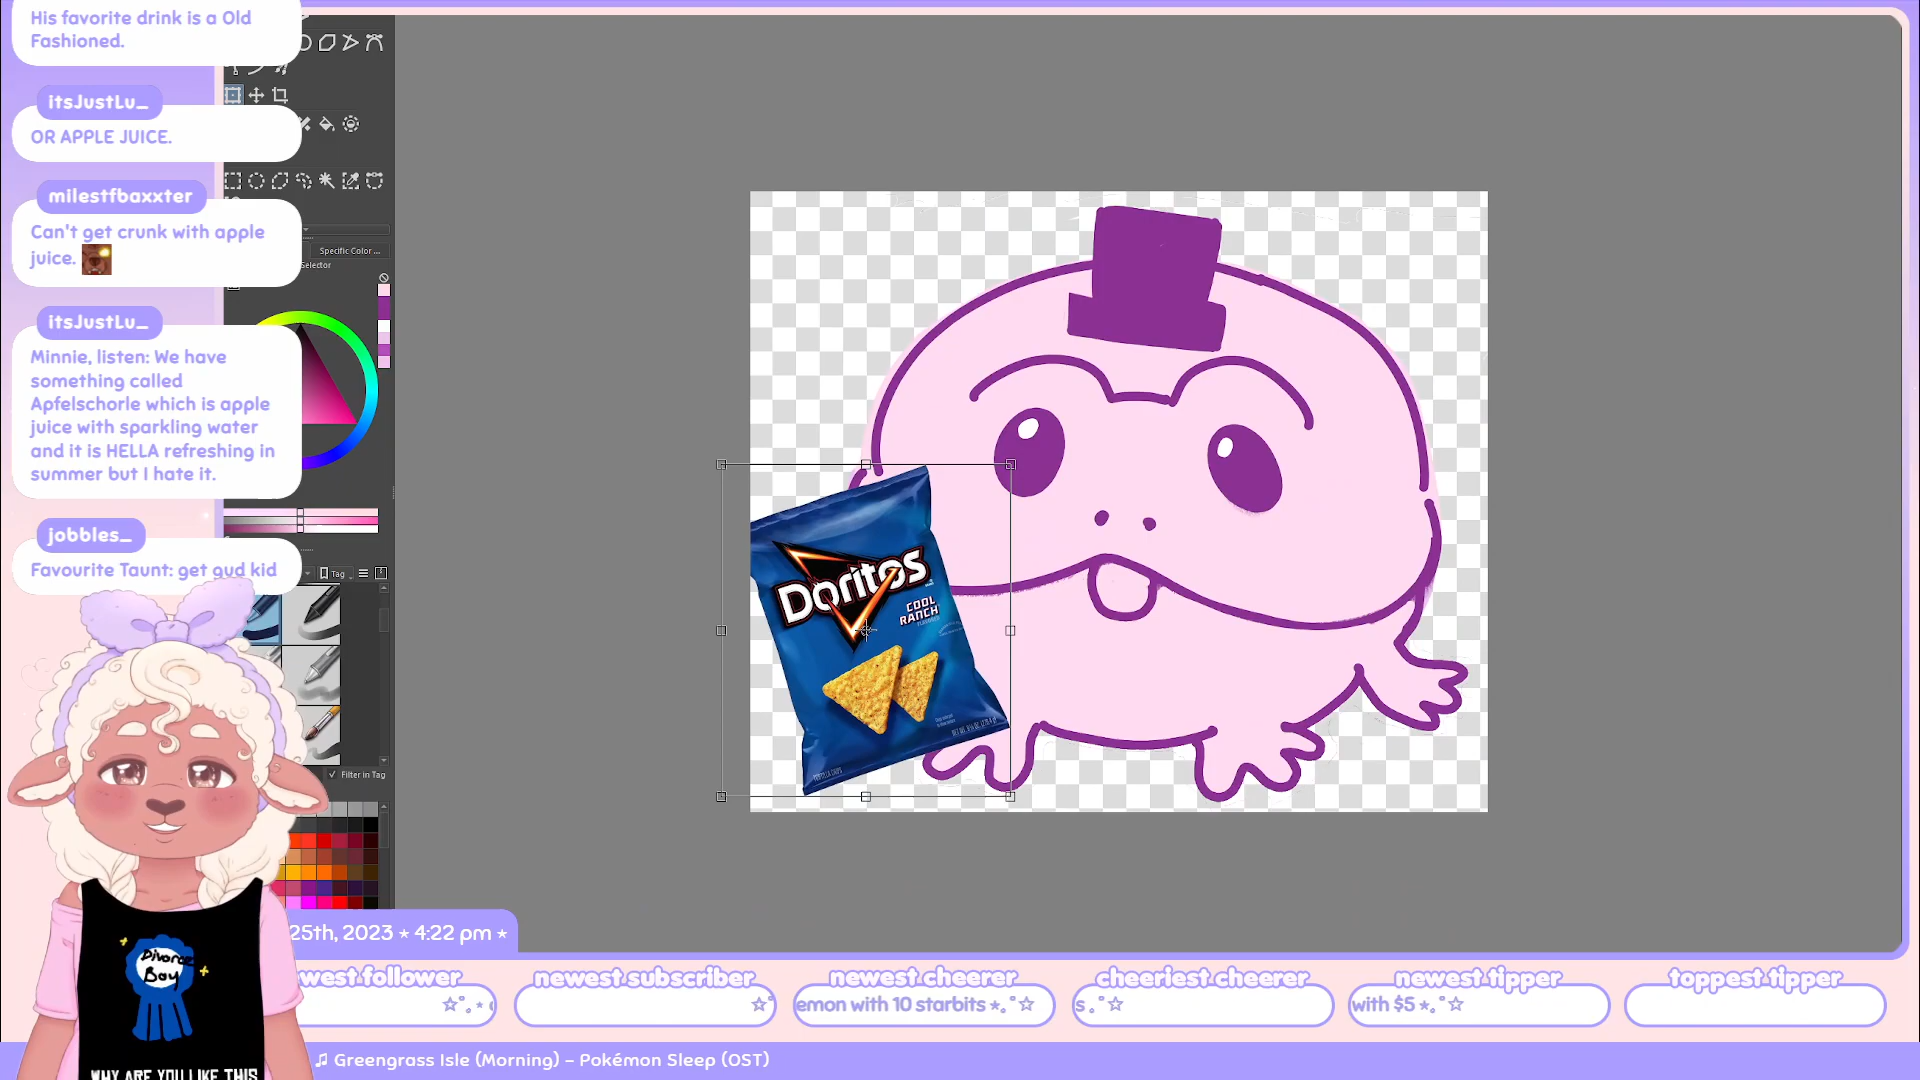 His favorite drink is a Old
Fashioned.
itsJustLu_
OR APPLE JUICE.
milestfbaxxter
Can't get crunk with apple
juice.
itsJustLu_
Minnie, listen: We have
something called
Apfelschorle which is apple
juice with sparkling water
and it is HELLA refreshing in
summer but I hate it.
jobbles_
Favourite Taunt: get gud kid
Specific Color ...
Selector
Tag
Filter in Tag
Doritos
COOL
RANCH
Divorce
Bay
WHY ARE YOU LIKE THIS
25th, 2023 ★ 4:22 pm ★
west follower
newest subscriber
newest cheerer
emon with 10 starbits ★｡˚☆
cheeriest cheerer
s ｡˚☆
newest tipper
with $5 ★｡˚☆
toppest tipper
♫ Greengrass Isle (Morning) – Pokémon Sleep (OST)